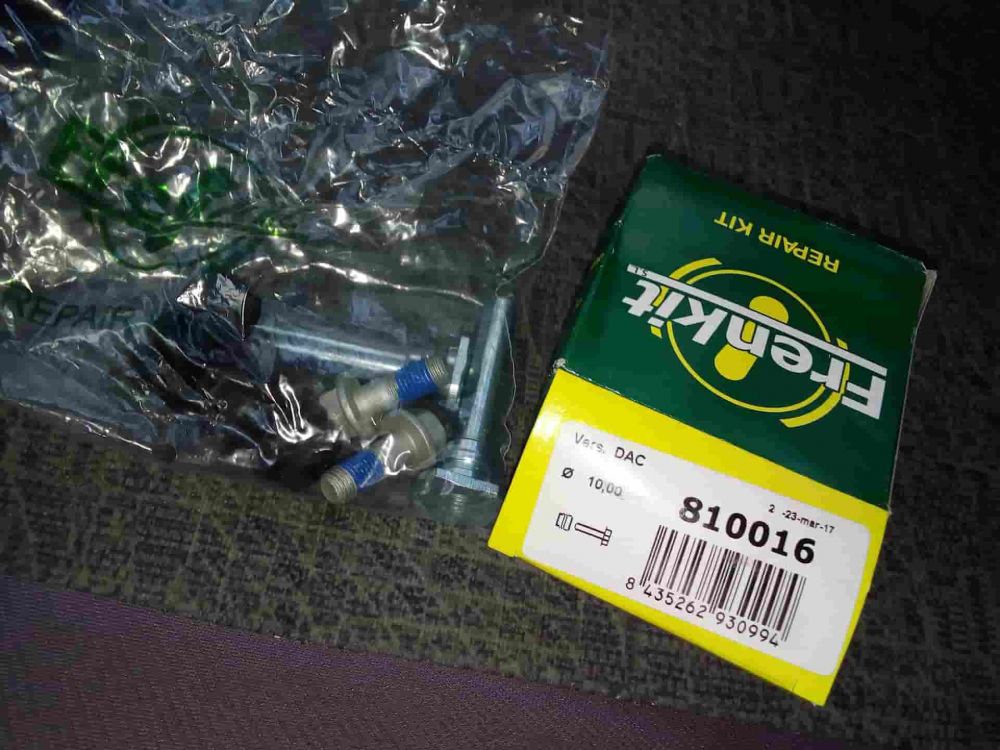 REPAIR
REPAIR KIT
Frenkit
S.L.
Vers. DAC
Ø 10,00
2 -23-mar-17
810016
8 435262 930994